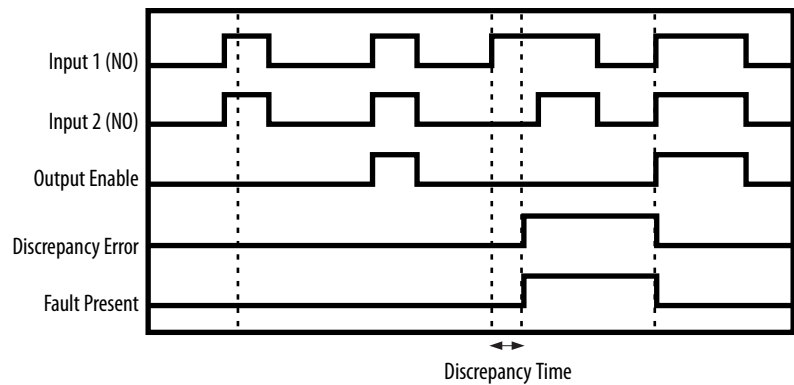 Input 1 (NO)
Input 2 (NO)
Output Enable
Discrepancy Error
Fault Present
Discrepancy Time